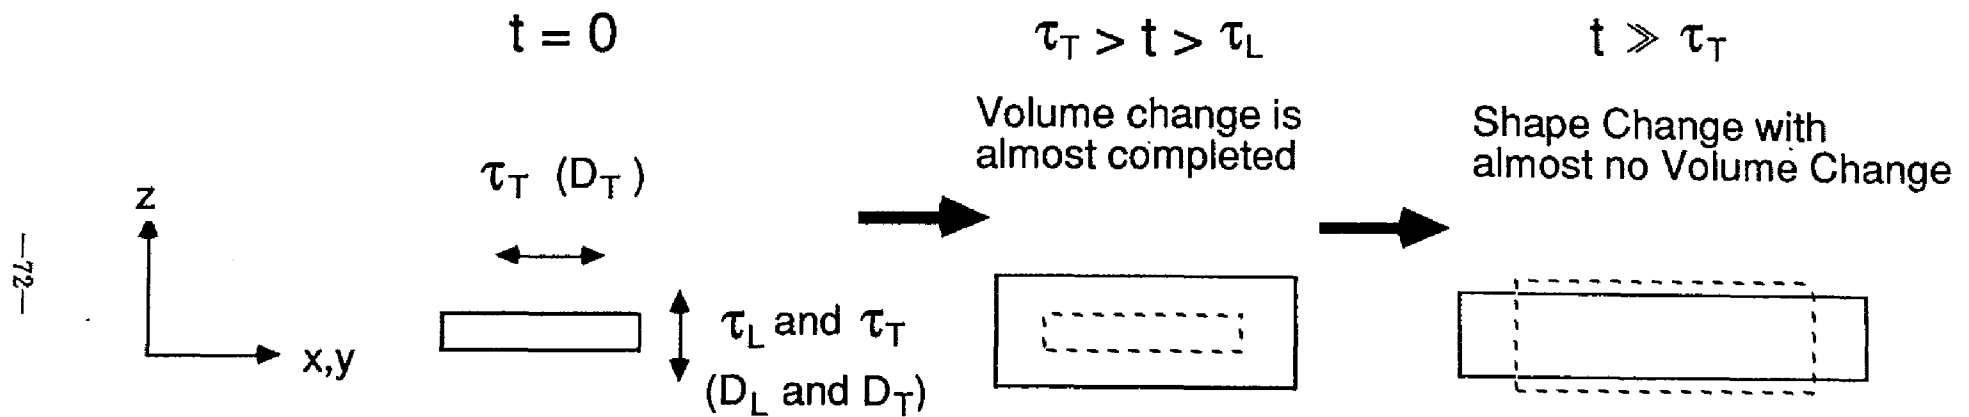 t = 0
τT > t > τL
t ≫ τT
Volume change is
almost completed
Shape Change with
almost no Volume Change
τT (DT)
z
x,y
τL and τT
(DL and DT)
–72–